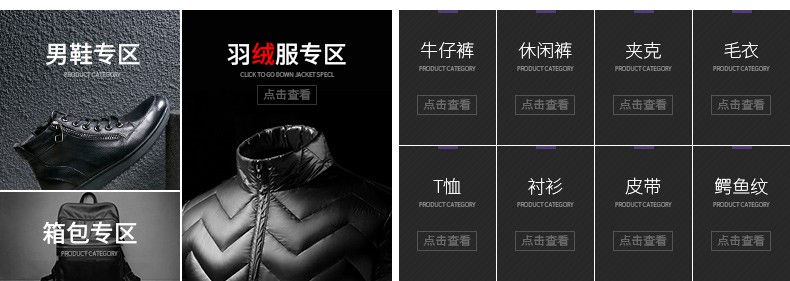 男鞋专区
PRODUCT CATEGORY
箱包专区
PRODUCT CATEGORY
羽绒服专区
CLICK TO GO DOWN JACKET SPECL
点击查看
牛仔裤
PRODUCT CATEGORY
点击查看
休闲裤
PRODUCT CATEGORY
点击查看
夹克
PRODUCT CATEGORY
点击查看
毛衣
PRODUCT CATEGORY
点击查看
T恤
PRODUCT CATEGORY
点击查看
衬衫
PRODUCT CATEGORY
点击查看
皮带
PRODUCT CATEGORY
点击查看
鳄鱼纹
PRODUCT CATEGORY
点击查看